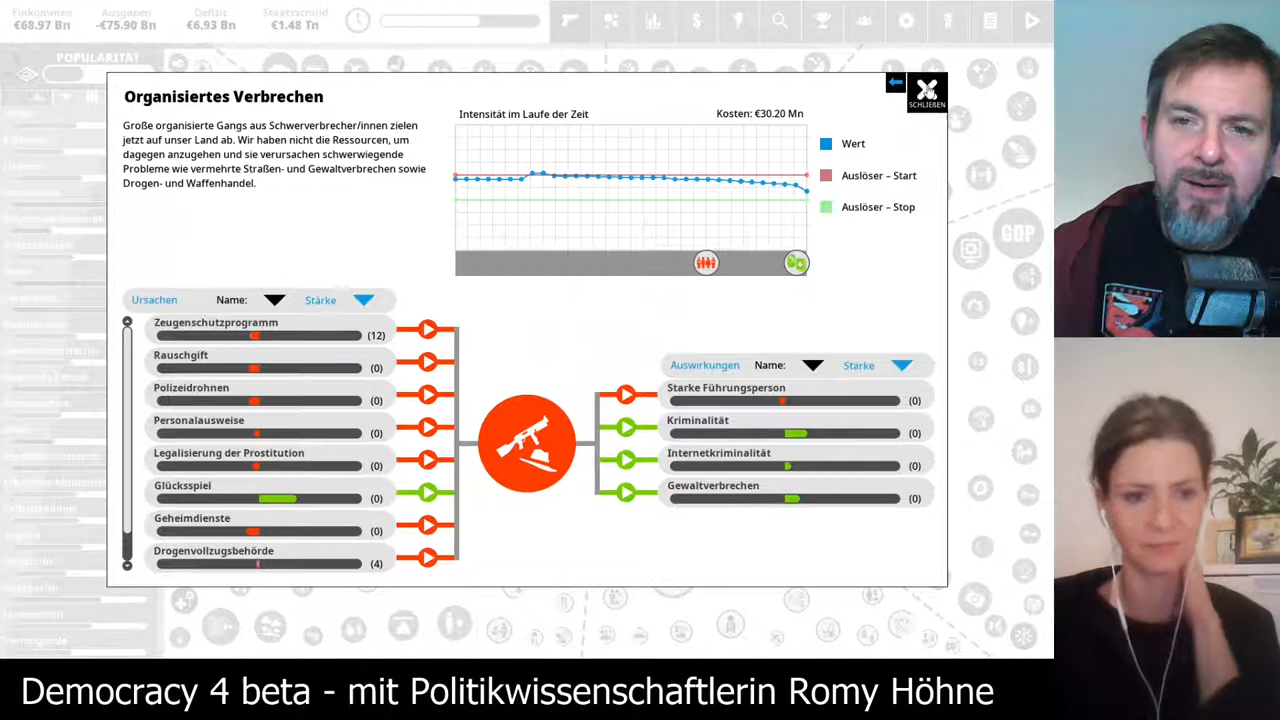 Einkommen Ausgaben Defizit Staatsschuld
€68.97 Bn -€75.90 Bn €6.93 Bn €1.48 Tn
POPULARITÄT
SCHLIEẞEN
Organisiertes Verbrechen
Große organisierte Gangs aus Schwerverbrecher/innen zielen
jetzt auf unser Land ab. Wir haben nicht die Ressourcen, um
dagegen anzugehen und sie verursachen schwerwiegende
Probleme wie vermehrte Straßen- und Gewaltverbrechen sowie
Drogen- und Waffenhandel.
Intensität im Laufe der Zeit Kosten: €30.20 Mn
Wert
Auslöser – Start
Auslöser – Stop
GDP
Ursachen Name: Stärke
Zeugenschutzprogramm
(12)
Rauschgift
(0)
Polizeidrohnen
(0)
Personalausweise
(0)
Legalisierung der Prostitution
(0)
Glücksspiel
(0)
Geheimdienste
(0)
Drogenvollzugsbehörde
(4)
Auswirkungen Name: Stärke
Starke Führungsperson
(0)
Kriminalität
(0)
Internetkriminalität
(0)
Gewaltverbrechen
(0)
Democracy 4 beta - mit Politikwissenschaftlerin Romy Höhne